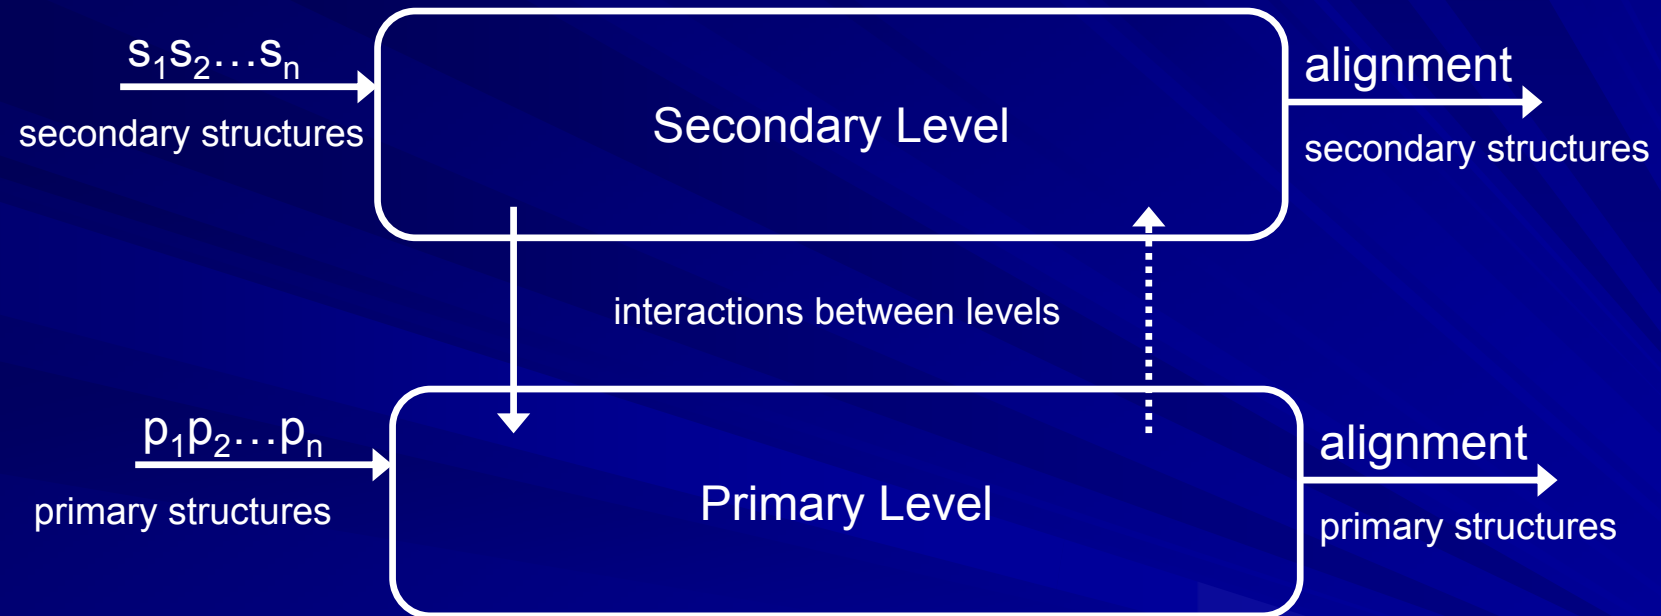 s₁s₂…sₙ
secondary structures
Secondary Level
alignment
secondary structures
interactions between levels
p₁p₂…pₙ
primary structures
Primary Level
alignment
primary structures